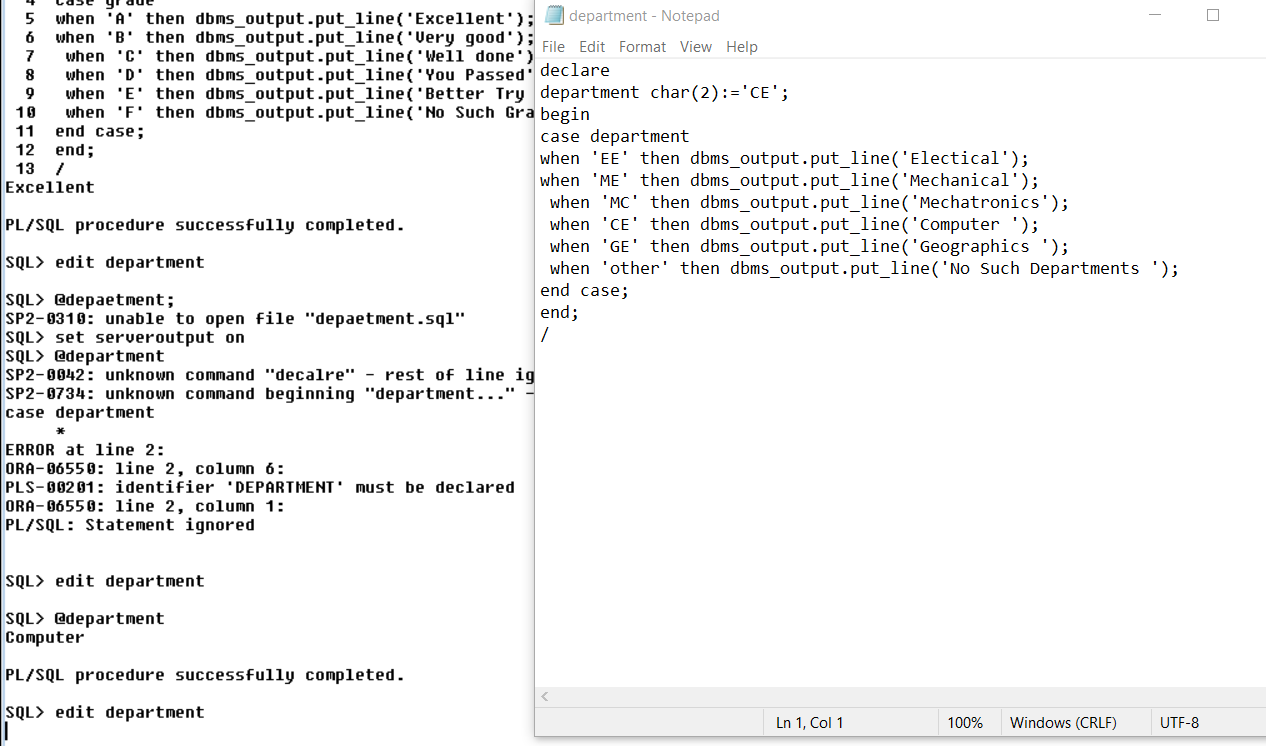 4  case grade
5  when 'A' then dbms_output.put_line('Excellent');
6  when 'B' then dbms_output.put_line('Very good');
7   when 'C' then dbms_output.put_line('Well done')
8   when 'D' then dbms_output.put_line('You Passed'
9   when 'E' then dbms_output.put_line('Better Try
10   when 'F' then dbms_output.put_line('No Such Gra
11  end case;
12  end;
13  /
Excellent
PL/SQL procedure successfully completed.
SQL> edit department
SQL> @depaetment;
SP2-0310: unable to open file "depaetment.sql"
SQL> set serveroutput on
SQL> @department
SP2-0042: unknown command "decalre" - rest of line ig
SP2-0734: unknown command beginning "department..." -
case department
*
ERROR at line 2:
ORA-06550: line 2, column 6:
PLS-00201: identifier 'DEPARTMENT' must be declared
ORA-06550: line 2, column 1:
PL/SQL: Statement ignored
SQL> edit department
SQL> @department
Computer
PL/SQL procedure successfully completed.
SQL> edit department
department - Notepad
File Edit Format View Help
declare
department char(2):='CE';
begin
case department
when 'EE' then dbms_output.put_line('Electical');
when 'ME' then dbms_output.put_line('Mechanical');
 when 'MC' then dbms_output.put_line('Mechatronics');
 when 'CE' then dbms_output.put_line('Computer ');
 when 'GE' then dbms_output.put_line('Geographics ');
 when 'other' then dbms_output.put_line('No Such Departments ');
end case;
end;
/
Ln 1, Col 1 100% Windows (CRLF) UTF-8